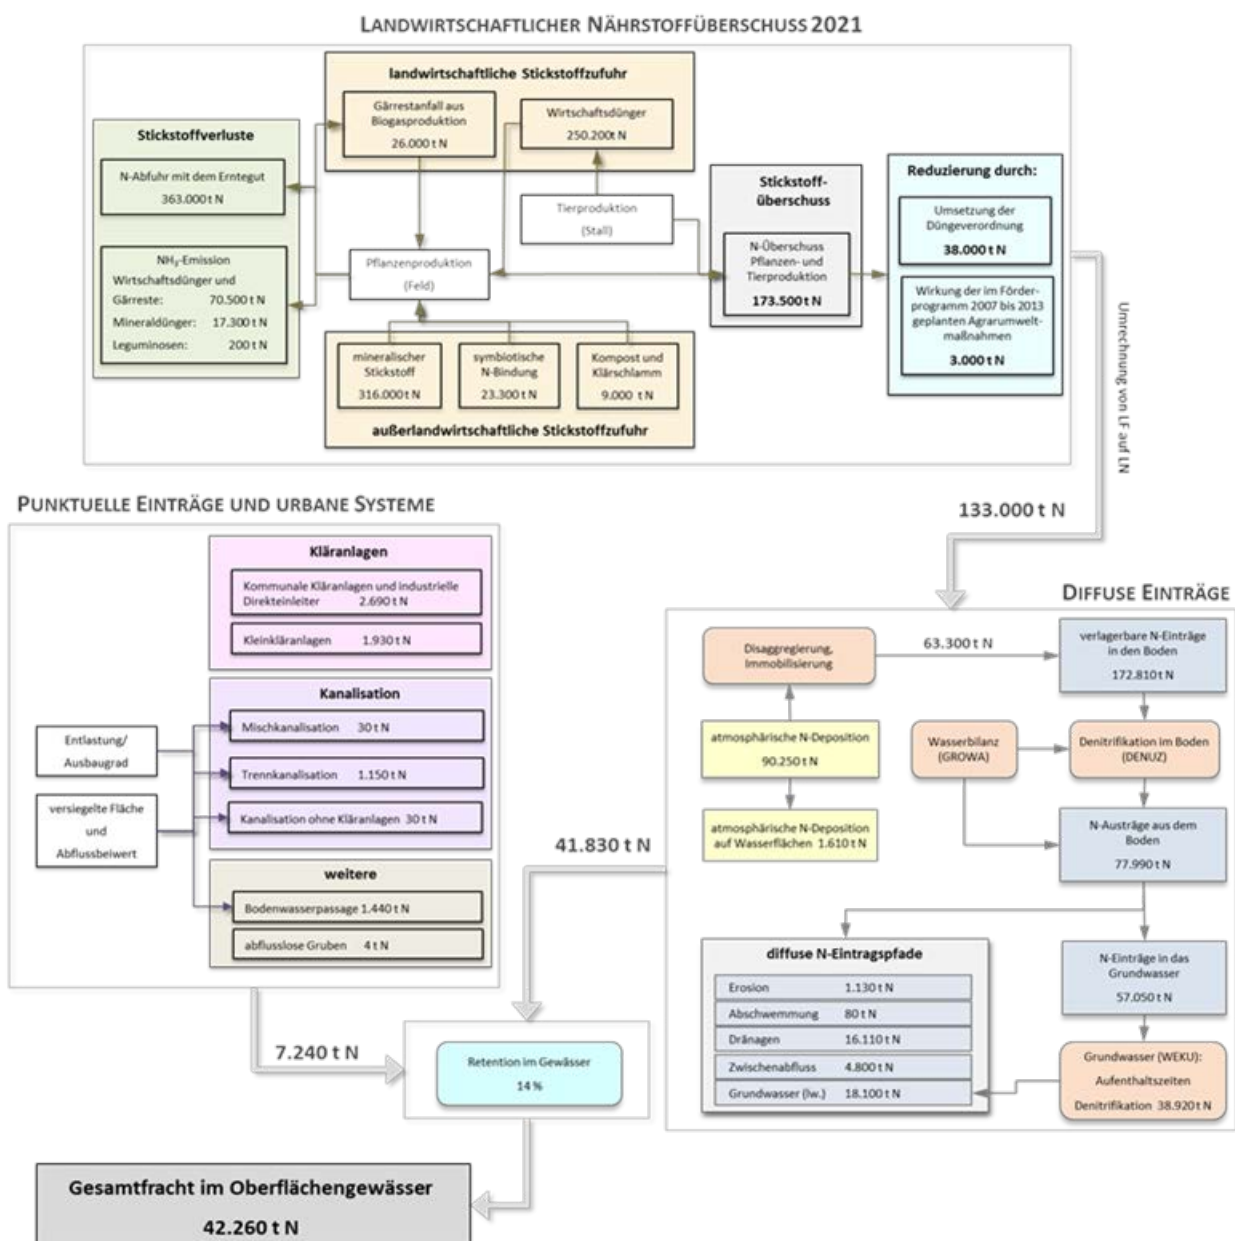 LANDWIRTSCHAFTLICHER NÄHRSTOFFÜBERSCHUSS 2021
landwirtschaftliche Stickstoffzufuhr
Gärrestanfall aus
Biogasproduktion
26.000 t N
Wirtschaftsdünger
250.200t N
Stickstoffverluste
N-Abfuhr mit dem Erntegut
363.000 t N
NH₃-Emission
Wirtschaftsdünger und
Gärreste: 70.500 t N
Mineraldünger: 17.300 t N
Leguminosen: 200 t N
Tierproduktion
(Stall)
Pflanzenproduktion
(Feld)
Stickstoff-
überschuss
N-Überschuss
Pflanzen- und
Tierproduktion
173.500 t N
Reduzierung durch:
Umsetzung der
Düngeverordnung
38.000 t N
Wirkung der im Förder-
programm 2007 bis 2013
geplanten Agrarumwelt-
maßnahmen
3.000 t N
mineralischer
Stickstoff
316.000 t N
symbiotische
N-Bindung
23.300 t N
Kompost und
Klärschlamm
9.000 t N
außerlandwirtschaftliche Stickstoffzufuhr
Umrechnung von LF auf LN
133.000 t N
PUNKTUELLE EINTRÄGE UND URBANE SYSTEME
Kläranlagen
Kommunale Kläranlagen und industrielle
Direkteinleiter 2.690 t N
Kleinkläranlagen 1.930 t N
Kanalisation
Mischkanalisation 30 t N
Trennkanalisation 1.150 t N
Kanalisation ohne Kläranlagen 30 t N
Entlastung/
Ausbaugrad
versiegelte Fläche
und
Abflussbeiwert
weitere
Bodenwasserpassage 1.440 t N
abflusslose Gruben 4 t N
7.240 t N
DIFFUSE EINTRÄGE
Disaggregierung,
Immobilisierung
63.300 t N
verlagerbare N-Einträge
in den Boden
172.810 t N
atmosphärische N-Deposition
90.250 t N
Wasserbilanz
(GROWA)
Denitrifikation im Boden
(DENUZ)
atmosphärische N-Deposition
auf Wasserflächen 1.610 t N
N-Austräge aus dem
Boden
77.990 t N
41.830 t N
diffuse N-Eintragspfade
Erosion 1.130 t N
Abschwemmung 80 t N
Dränagen 16.110 t N
Zwischenabfluss 4.800 t N
Grundwasser (lw.) 18.100 t N
N-Einträge in das
Grundwasser
57.050 t N
Grundwasser (WEKU):
Aufenthaltszeiten
Denitrifikation 38.920 t N
Retention im Gewässer
14 %
Gesamtfracht im Oberflächengewässer
42.260 t N